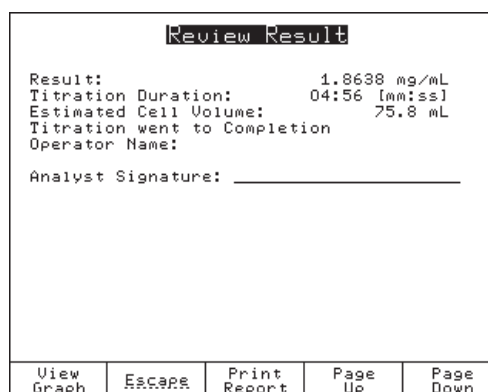 Review Result
Result: 1.8638 mg/mL
Titration Duration: 04:56 [mm:ss]
Estimated Cell Volume: 75.8 mL
Titration went to Completion
Operator Name:
Analyst Signature:
View Graph
Escape
Print Report
Page Up
Page Down